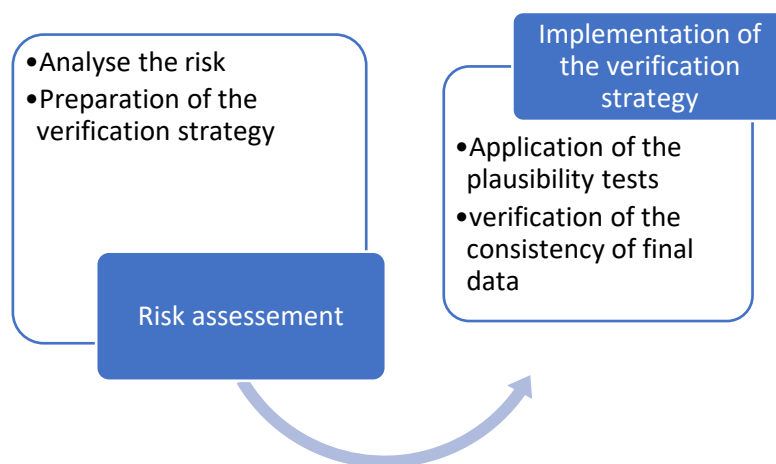 •Analyse the risk
•Preparation of the
verification strategy
Risk assessement
Implementation of
the verification
strategy
•Application of the
plausibility tests
•verification of the
consistency of final
data